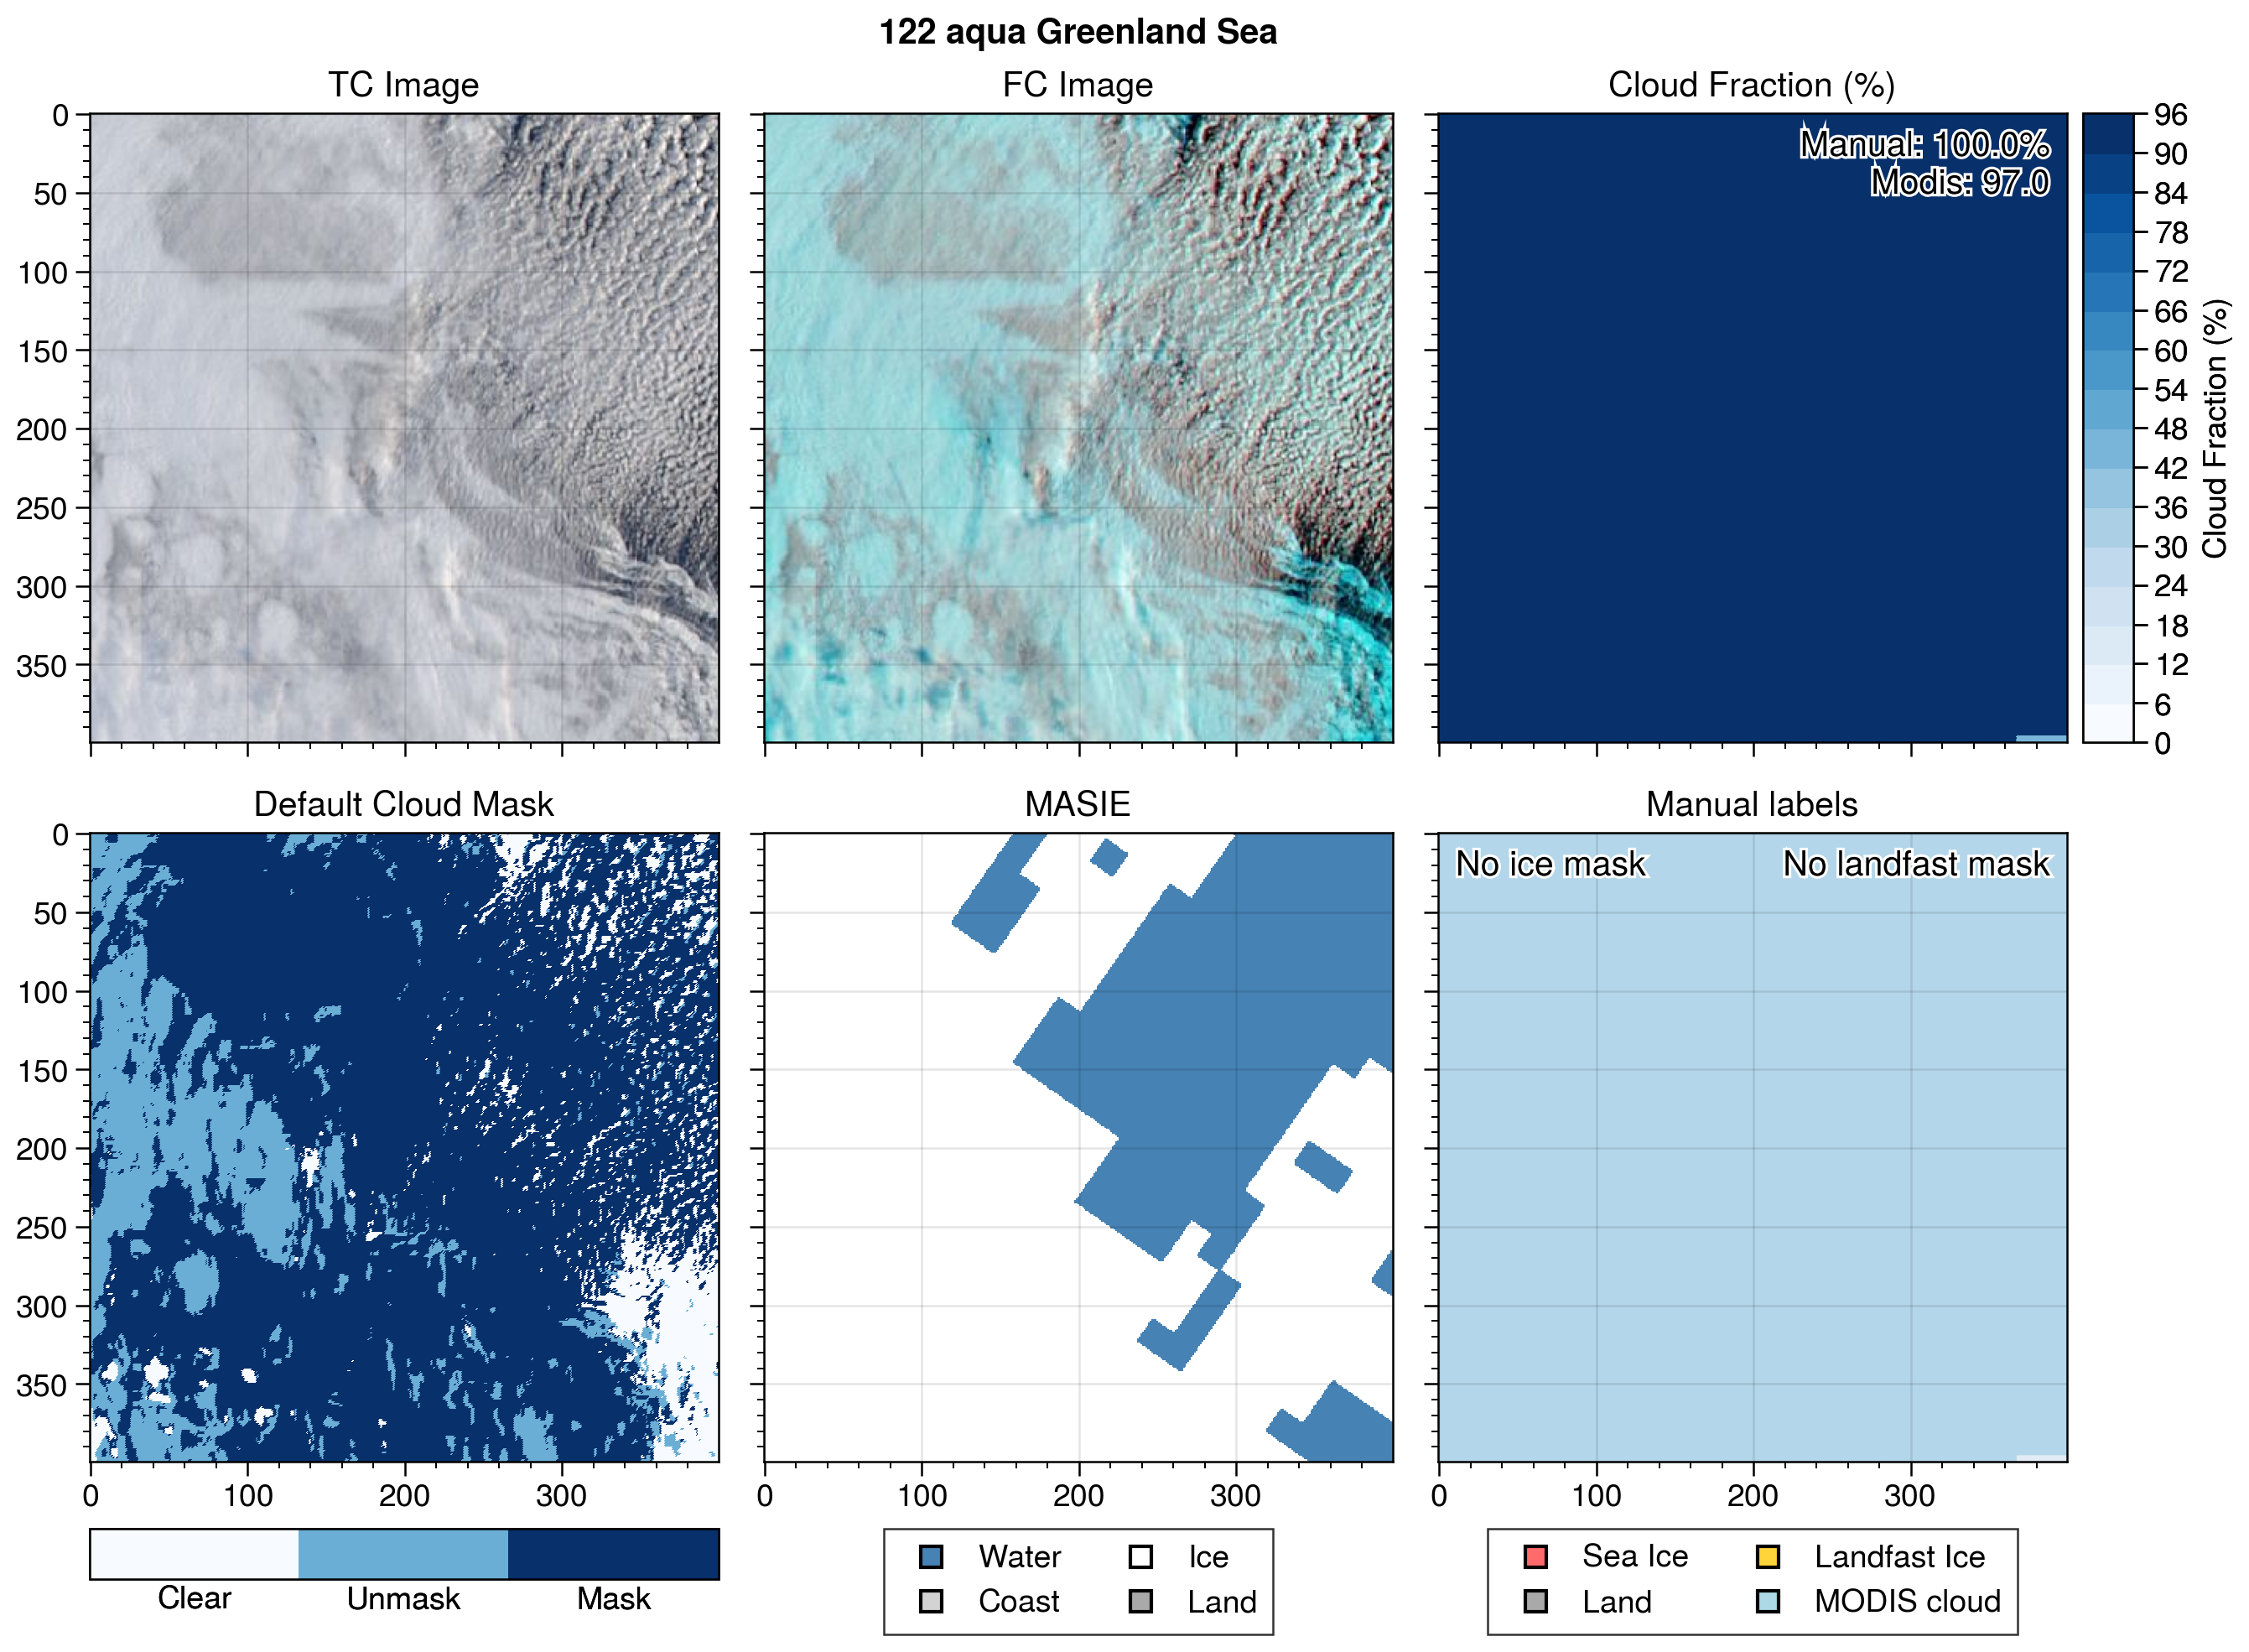 122 aqua Greenland Sea
TC Image
FC Image
Cloud Fraction (%)
0
50
100
150
200
250
300
350
Manual: 100.0%
Modis: 97.0
96
90
84
78
72
66
60
54
48
42
36
30
24
18
12
6
0
Cloud Fraction (%)
Default Cloud Mask
MASIE
Manual labels
0
50
100
150
200
250
300
350
No ice mask
No landfast mask
0 100 200 300
0 100 200 300
0 100 200 300
Clear Unmask Mask
Water Ice
Coast Land
Sea Ice Landfast Ice
Land MODIS cloud